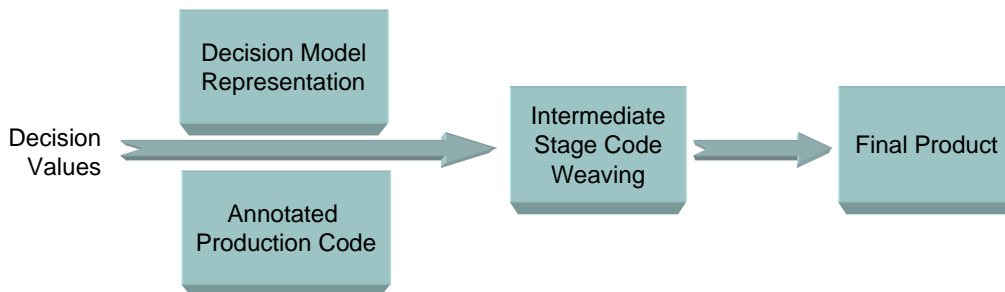 Decision Model
Representation
Decision
Values
Annotated
Production Code
Intermediate
Stage Code
Weaving
Final Product